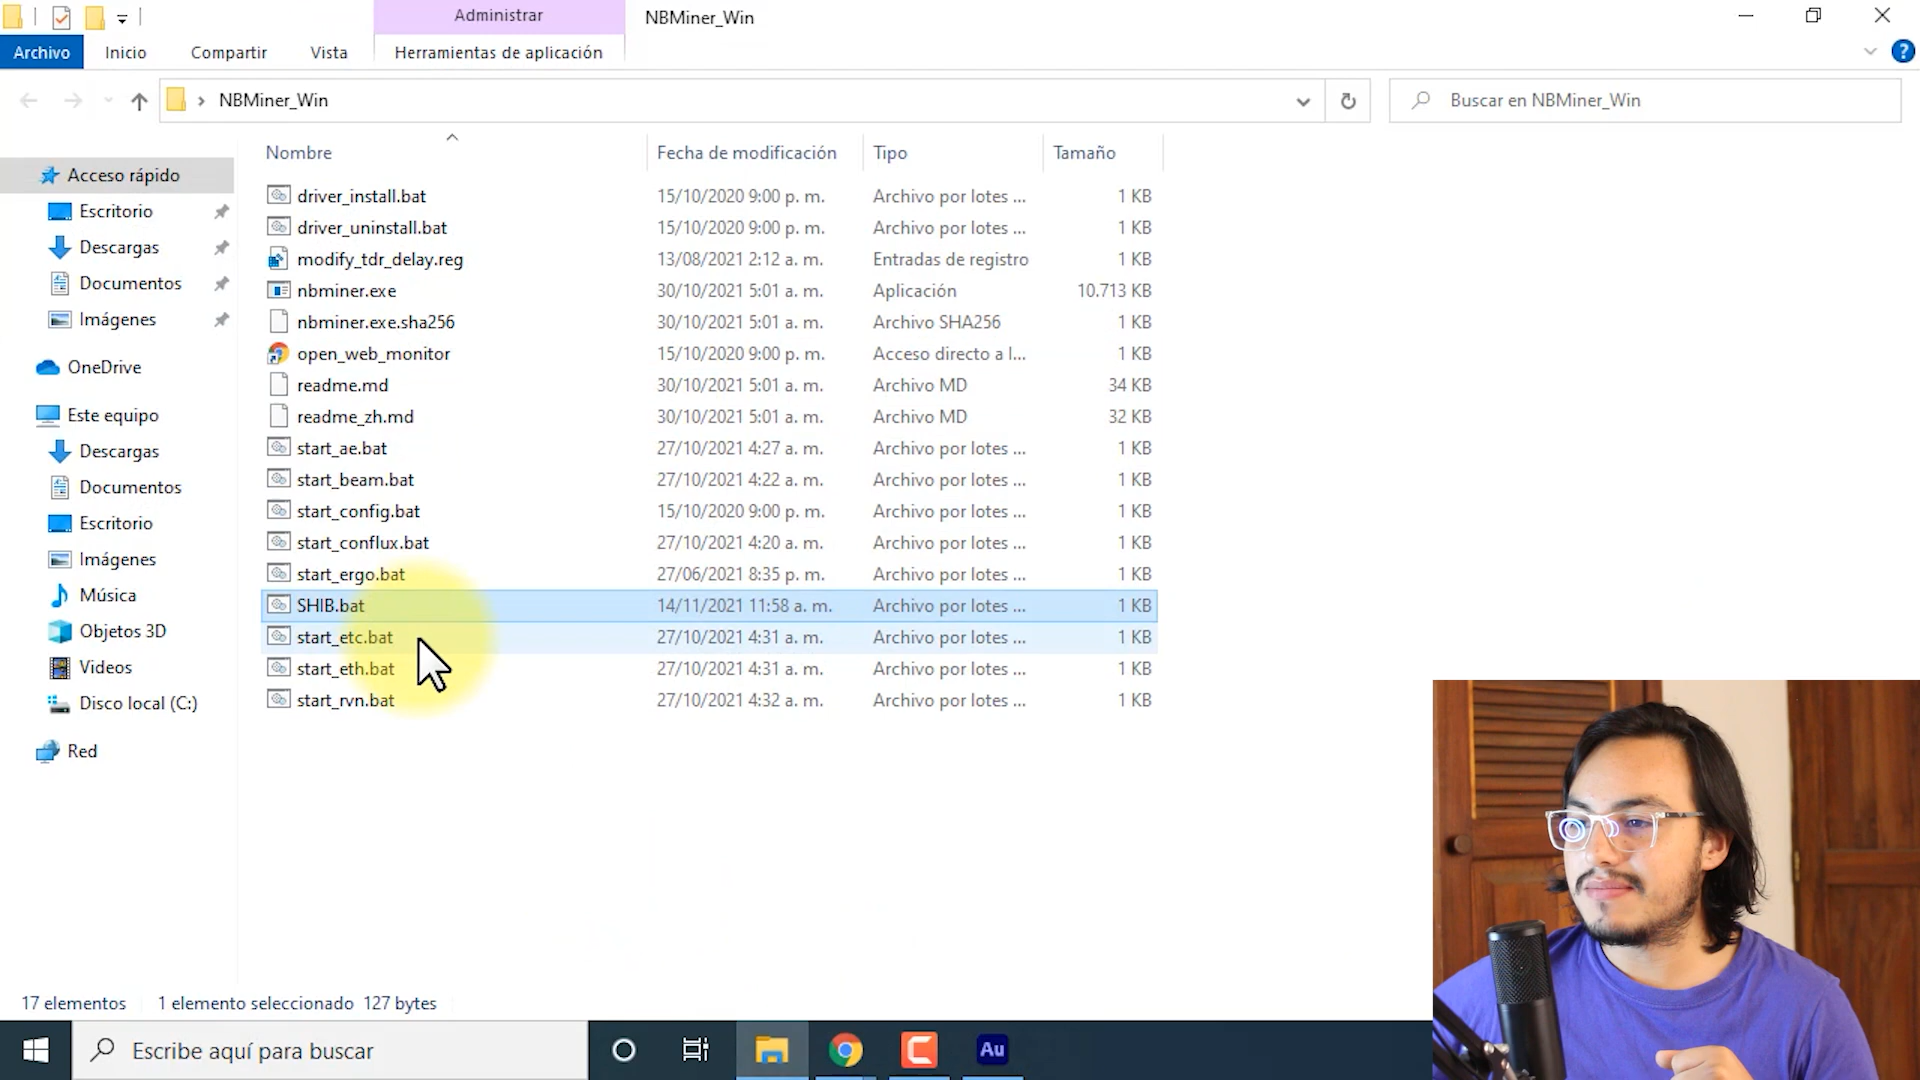 Administrar
NBMiner_Win
Archivo Inicio Compartir Vista Herramientas de aplicación
NBMiner_Win
Buscar en NBMiner_Win
Nombre Fecha de modificación Tipo Tamaño
Acceso rápido
Escritorio
Descargas
Documentos
Imágenes
OneDrive
Este equipo
Descargas
Documentos
Escritorio
Imágenes
Música
Objetos 3D
Videos
Disco local (C:)
Red
driver_install.bat 15/10/2020 9:00 p. m. Archivo por lotes ... 1 KB
driver_uninstall.bat 15/10/2020 9:00 p. m. Archivo por lotes ... 1 KB
modify_tdr_delay.reg 13/08/2021 2:12 a. m. Entradas de registro 1 KB
nbminer.exe 30/10/2021 5:01 a. m. Aplicación 10.713 KB
nbminer.exe.sha256 30/10/2021 5:01 a. m. Archivo SHA256 1 KB
open_web_monitor 15/10/2020 9:00 p. m. Acceso directo a l... 1 KB
readme.md 30/10/2021 5:01 a. m. Archivo MD 34 KB
readme_zh.md 30/10/2021 5:01 a. m. Archivo MD 32 KB
start_ae.bat 27/10/2021 4:27 a. m. Archivo por lotes ... 1 KB
start_beam.bat 27/10/2021 4:22 a. m. Archivo por lotes ... 1 KB
start_config.bat 15/10/2020 9:00 p. m. Archivo por lotes ... 1 KB
start_conflux.bat 27/10/2021 4:20 a. m. Archivo por lotes ... 1 KB
start_ergo.bat 27/06/2021 8:35 p. m. Archivo por lotes ... 1 KB
SHIB.bat 14/11/2021 11:58 a. m. Archivo por lotes ... 1 KB
start_etc.bat 27/10/2021 4:31 a. m. Archivo por lotes ... 1 KB
start_eth.bat 27/10/2021 4:31 a. m. Archivo por lotes ... 1 KB
start_rvn.bat 27/10/2021 4:32 a. m. Archivo por lotes ... 1 KB
17 elementos 1 elemento seleccionado 127 bytes
Escribe aquí para buscar
Au